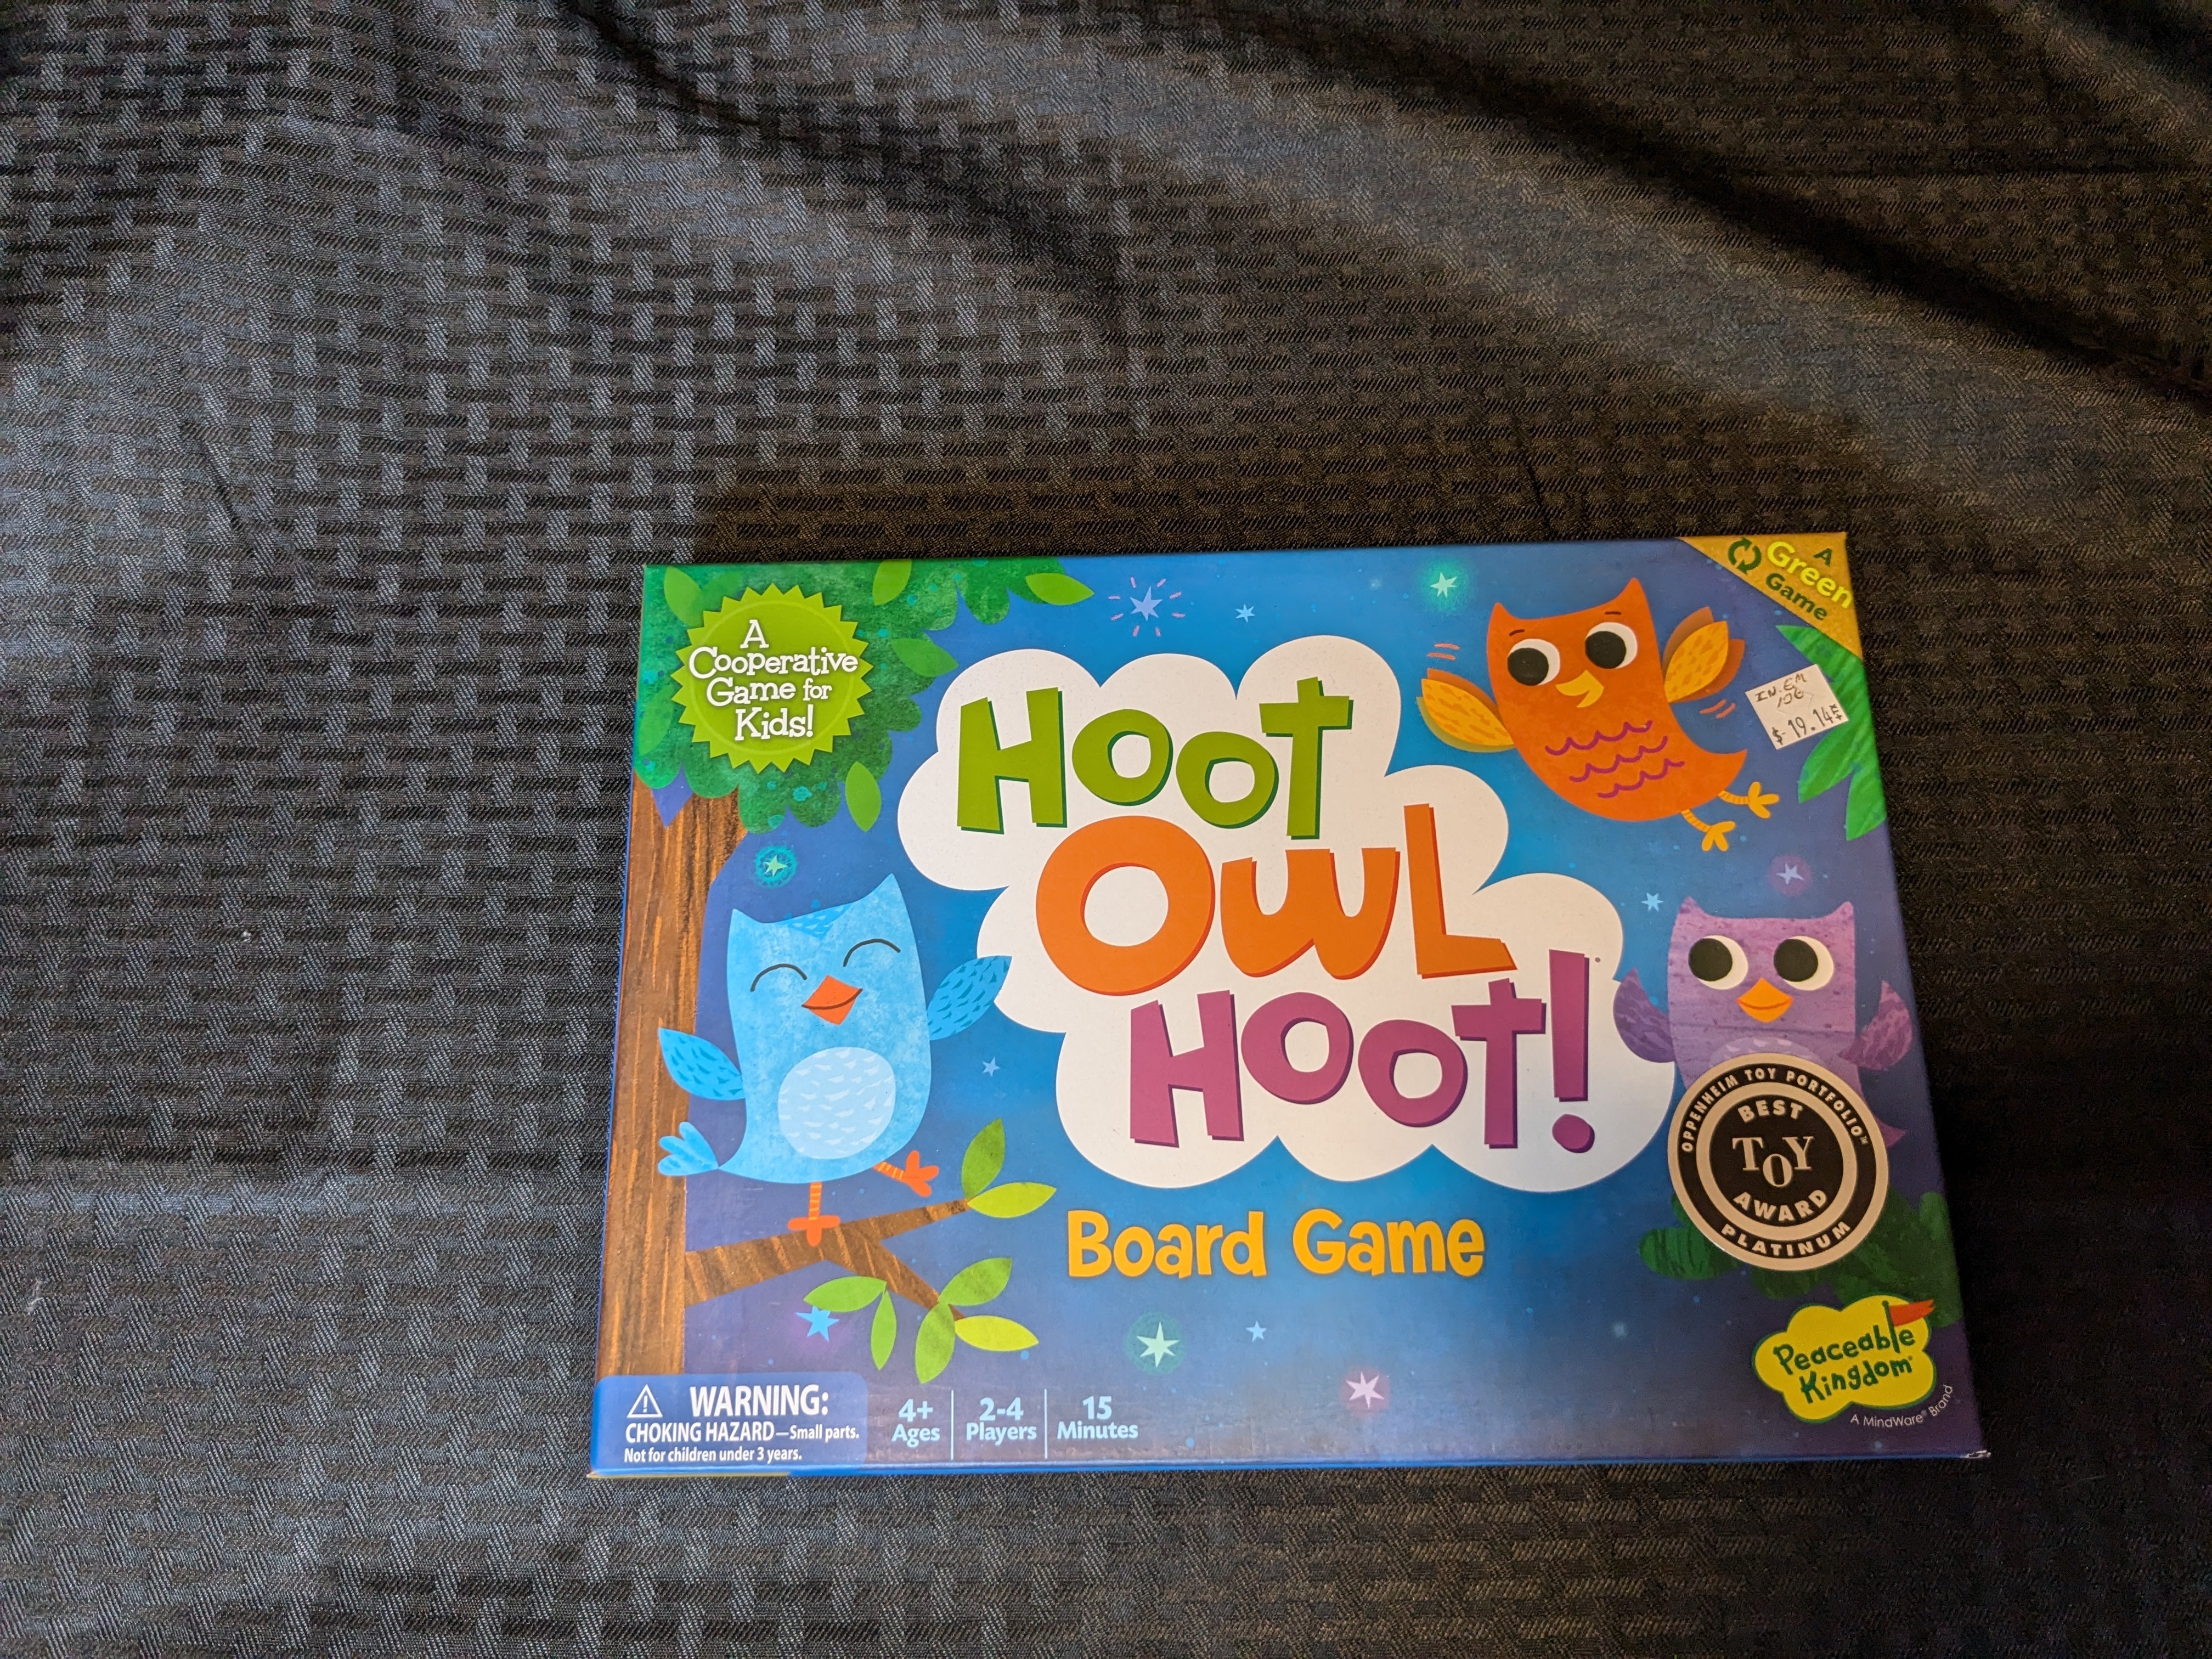 A
Green
Game
A
Cooperative
Game for
Kids!
$19.14
HOOT
OWL
HOOT!
Board Game
OPPENHEIM TOY PORTFOLIO™
BEST
TOY
AWARD
PLATINUM
Peaceable
Kingdom®
A MindWare® Brand
WARNING:
CHOKING HAZARD—Small parts.
Not for children under 3 years.
4+
Ages
2-4
Players
15
Minutes